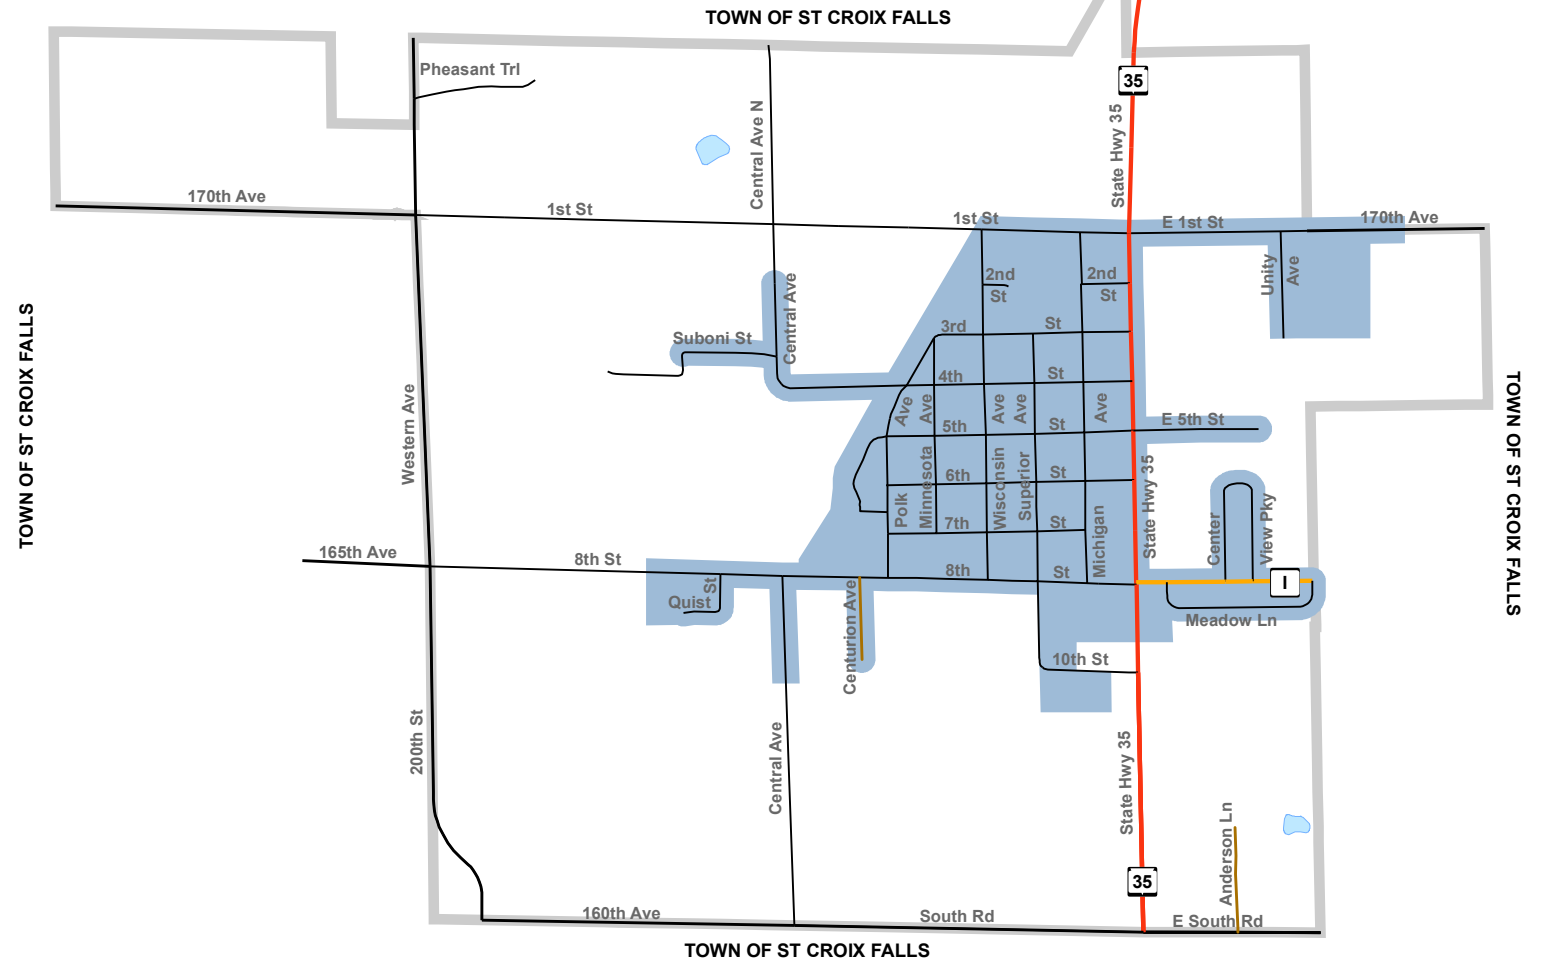 TOWN OF ST CROIX FALLS
Pheasant Trl
35
Central Ave N
State Hwy 35
170th Ave
1st St
1st St
E 1st St
170th Ave
2nd
St
2nd
St
Unity
Ave
Central Ave
Suboni St
3rd
St
4th
St
Ave
Ave
Ave
Ave
Ave
5th
St
E 5th St
TOWN OF ST CROIX FALLS
TOWN OF ST CROIX FALLS
Western Ave
6th
St
Polk
Minnesota
Wisconsin
Superior
Michigan
State Hwy 35
Center
View Pky
7th
St
165th Ave
8th St
8th
St
I
Quist
St
Centurion Ave
Meadow Ln
10th St
200th St
Central Ave
State Hwy 35
Anderson Ln
35
160th Ave
South Rd
E South Rd
TOWN OF ST CROIX FALLS